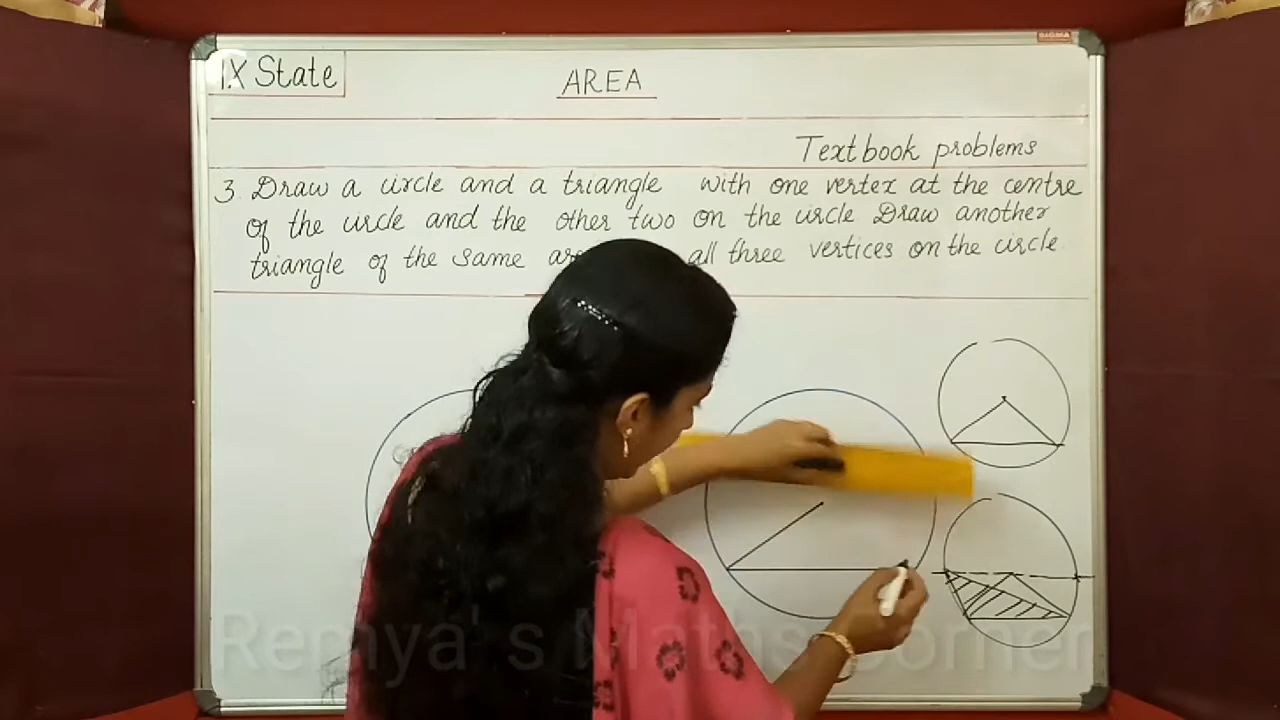 SIGMA
IX State
AREA
Textbook problems
3. Draw a circle and a triangle with one vertex at the centre
of the circle and the other two on the circle Draw another
triangle of the same all three vertices on the circle
Remya's Maths Corner